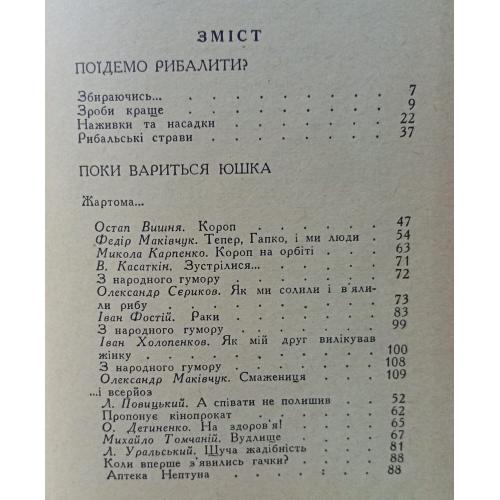 ЗМІСТ
ПОЇДЕМО РИБАЛИТИ?
Збираючись... . . . . . . . . . 7
Зроби краще . . . . . . . . . 9
Наживки та насадки . . . . . . . 22
Рибальські страви . . . . . . . . 37
ПОКИ ВАРИТЬСЯ ЮШКА
Жартома...
Остап Вишня. Короп . . . . . . 47
Федір Маківчук. Тепер, Гапко, і ми люди . 54
Микола Карпенко. Короп на орбіті . . . 63
В. Касаткін. Зустрілися... . . . . . 71
З народного гумору . . . . . . . 72
Олександр Сєриков. Як ми солили і в'яли-
ли рибу . . . . . . . . . . 73
Іван Фостій. Раки . . . . . . . 83
З народного гумору . . . . . . . 99
Іван Холопенков. Як мій друг вилікував
жінку . . . . . . . . . . 100
З народного гумору . . . . . . . 108
Олександр Маківчук. Смажениця . . . 109
...і всерйоз
Л. Повицький. А співати не полишив . . 52
Пропонує кінопрокат . . . . . . 62
О. Детиненко. На здоров'я! . . . . . 65
Михайло Томчаній. Вудлище . . . . 67
Л. Уральський. Щуча жадібність . . . 81
Коли вперше з'явились гачки? . . . . 88
Аптека Нептуна . . . . . . . . 88